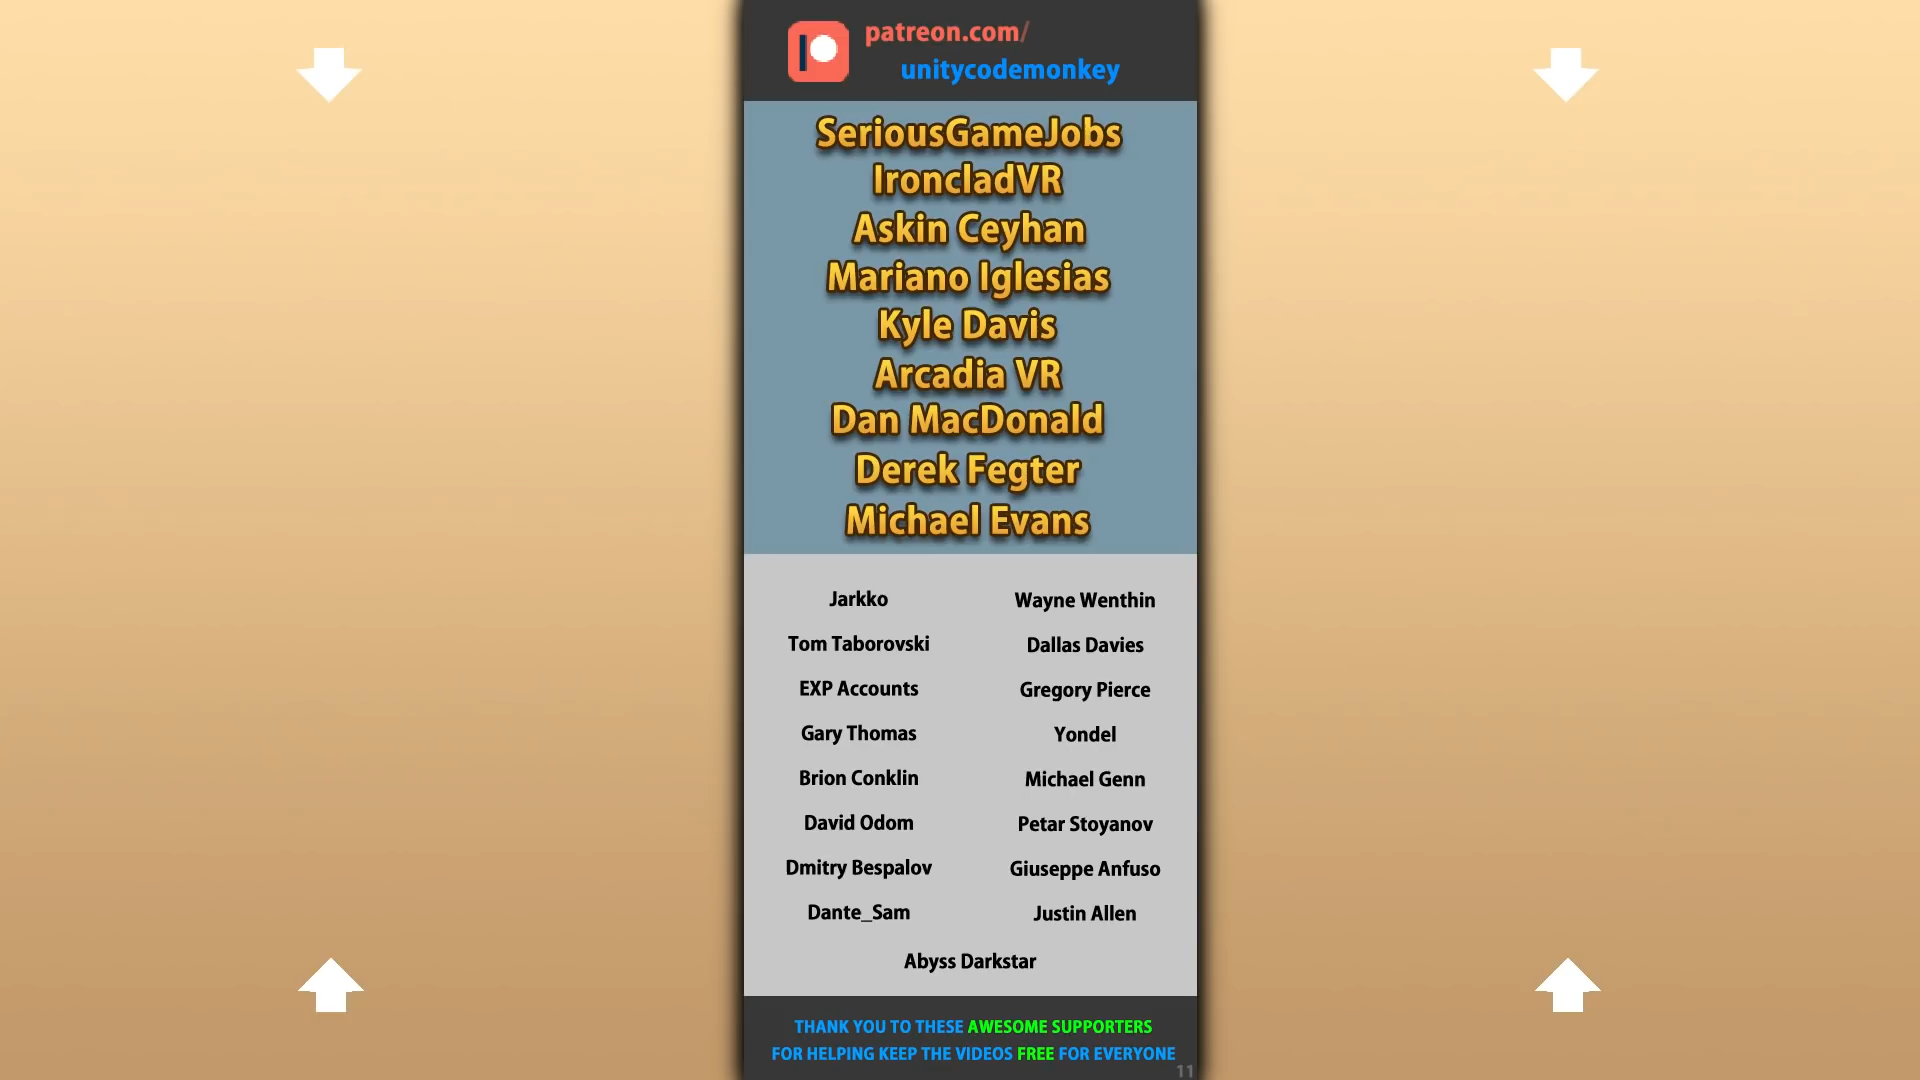 patreon.com/
unitycodemonkey
SeriousGameJobs
IroncladVR
Askin Ceyhan
Mariano Iglesias
Kyle Davis
Arcadia VR
Dan MacDonald
Derek Fegter
Michael Evans
Jarkko
Wayne Wenthin
Tom Taborovski
Dallas Davies
EXP Accounts
Gregory Pierce
Gary Thomas
Yondel
Brion Conklin
Michael Genn
David Odom
Petar Stoyanov
Dmitry Bespalov
Giuseppe Anfuso
Dante_Sam
Justin Allen
Abyss Darkstar
THANK YOU TO THESE AWESOME SUPPORTERS
FOR HELPING KEEP THE VIDEOS FREE FOR EVERYONE
11